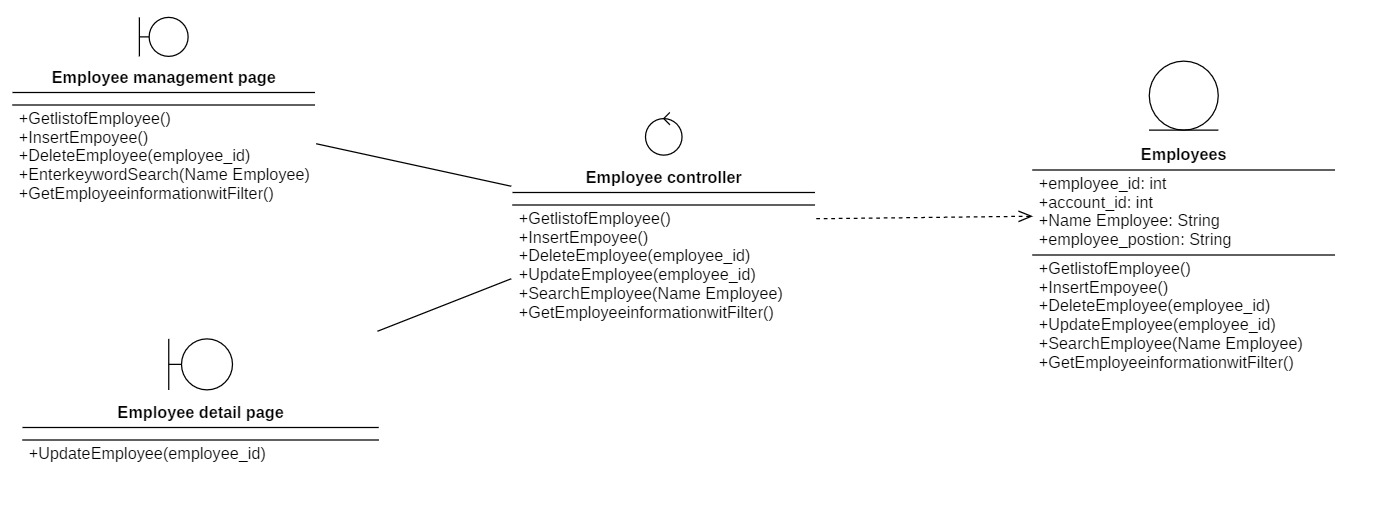 Employee management page
+GetlistofEmployee()
+InsertEmpoyee()
+DeleteEmployee(employee_id)
+EnterkeywordSearch(Name Employee)
+GetEmployeeinformationwitFilter()
Employee detail page
+UpdateEmployee(employee_id)
Employee controller
+GetlistofEmployee()
+InsertEmpoyee()
+DeleteEmployee(employee_id)
+UpdateEmployee(employee_id)
+SearchEmployee(Name Employee)
+GetEmployeeinformationwitFilter()
Employees
+employee_id: int
+account_id: int
+Name Employee: String
+employee_postion: String
+GetlistofEmployee()
+InsertEmpoyee()
+DeleteEmployee(employee_id)
+UpdateEmployee(employee_id)
+SearchEmployee(Name Employee)
+GetEmployeeinformationwitFilter()